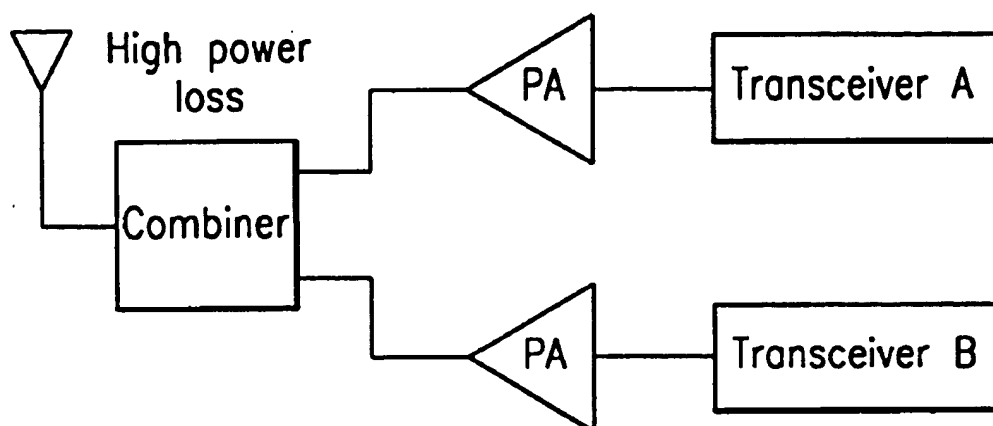 High power
loss
PA
Transceiver A
Combiner
PA
Transceiver B